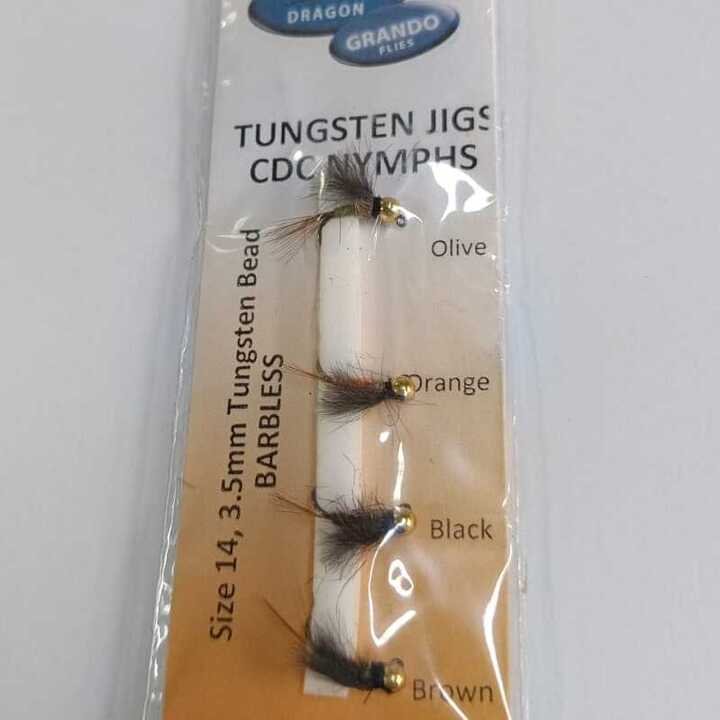 DRAGON
GRANDO
FLIES
TUNGSTEN JIGS
CDC NYMPHS
Olive
Orange
Black
Brown
Size 14, 3.5mm Tungsten Bead
BARBLESS